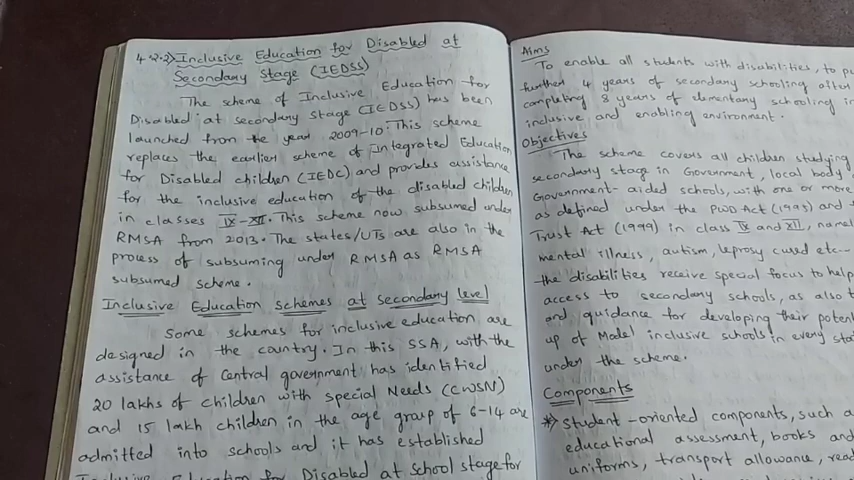 4.2.2) Inclusive Education for Disabled at
Secondary Stage (IEDSS)
The scheme of Inclusive Education for
Disabled at secondary stage (IEDSS) has been
launched from the year 2009-10. This scheme
replaces the earlier scheme of Integrated Education
for Disabled children (IEDC) and provides assistance
for the inclusive education of the disabled children
in classes IX-XII. This scheme now subsumed under
RMSA from 2013. The states/UTs are also in the
process of subsuming under RMSA as RMSA
subsumed scheme.
Inclusive Education schemes at secondary level
Some schemes for inclusive education are
designed in the country. In this SSA, with the
assistance of Central government has identified
20 lakhs of children with special Needs (CWSN)
and 15 lakh children in the age group of 6-14 are
admitted into schools and it has established
Inclusive Education for Disabled at School stage for
Aims
To enable all students with disabilities, to
further 4 years of secondary schooling after
completing 8 years of elementary schooling in
inclusive and enabling environment.
Objectives
The scheme covers all children studying
secondary stage in Government, local body
Government-aided schools, with one or more
as defined under the PWD Act (1995) and
Trust Act (1999) in class IX and XII,
mental illness, autism, leprosy cured etc-
the disabilities receive special focus to help
access to secondary schools, as also
and guidance for developing their
up of Model inclusive schools in every
under the scheme.
Components
*) Student-oriented components, such
educational assessment, books and
uniforms, transport allowance,